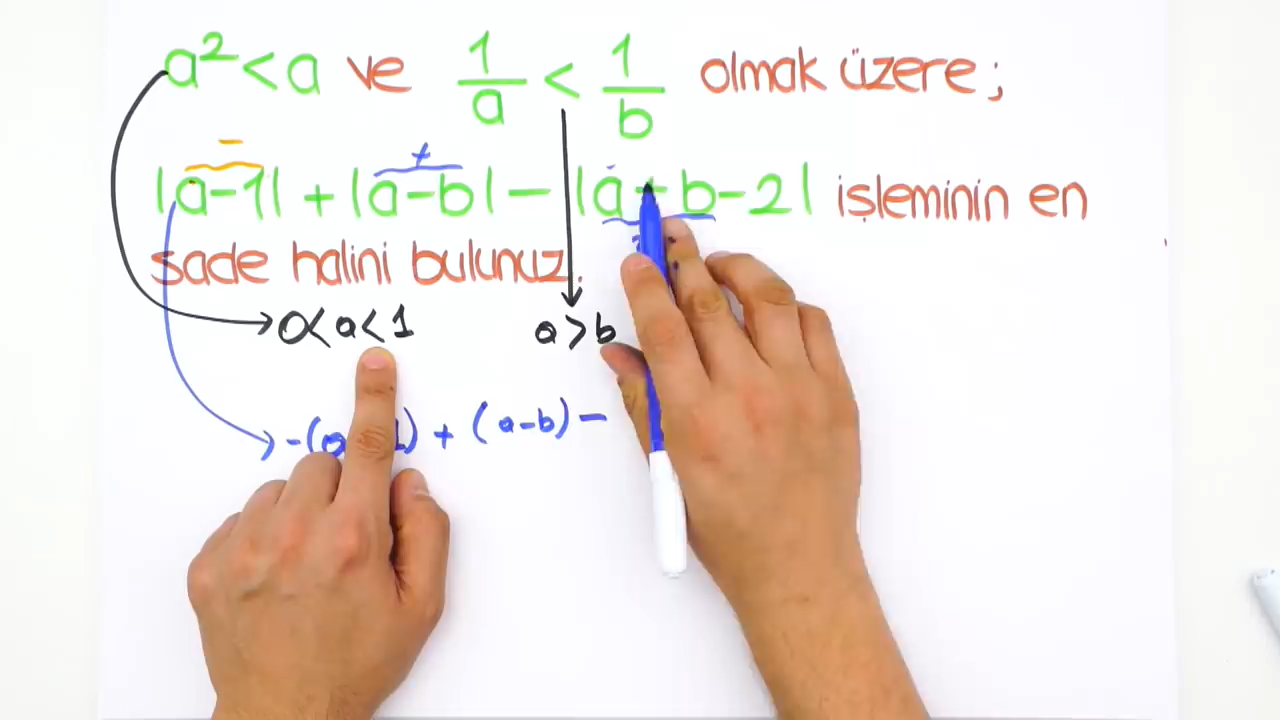 a² < a ve 1/a < 1/b olmak üzere;
− +
|a-1| + |a-b| - |a+b-2| işleminin en
sade halini bulunuz.
0<a<1 a>b
-(a 1) + (a-b) -